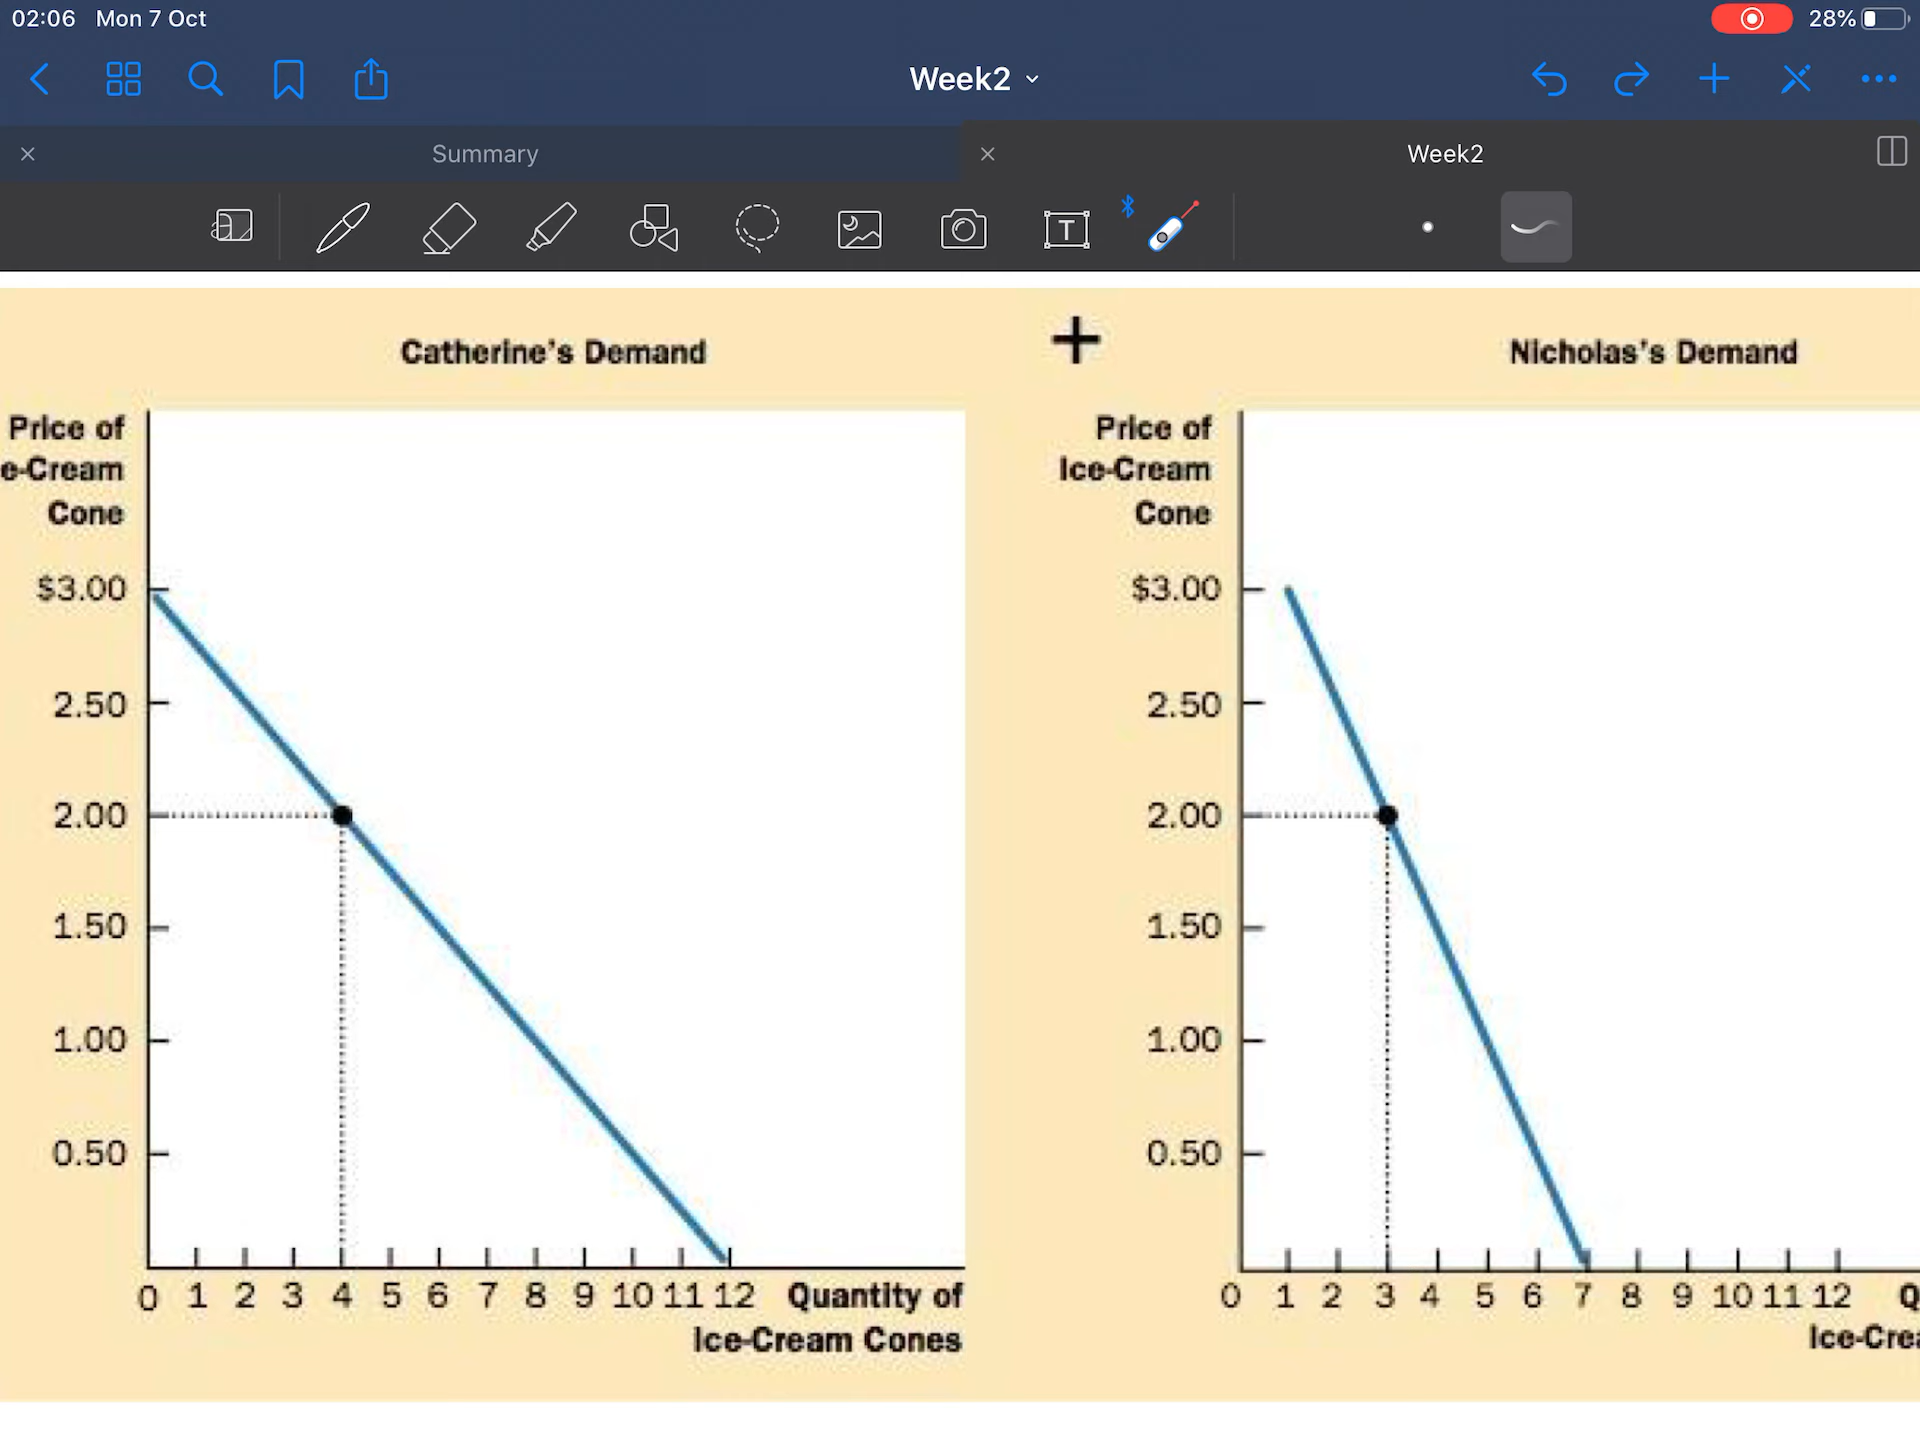 02:06 Mon 7 Oct
28%
Week2
Summary
Week2
T
Catherine's Demand
Price of
e-Cream
Cone
$3.00
2.50
2.00
1.50
1.00
0.50
0 1 2 3 4 5 6 7 8 9 10 11 12
Quantity of
Ice-Cream Cones
+
Nicholas's Demand
Price of
Ice-Cream
Cone
$3.00
2.50
2.00
1.50
1.00
0.50
0 1 2 3 4 5 6 7 8 9 10 11 12
Q
Ice-Crea